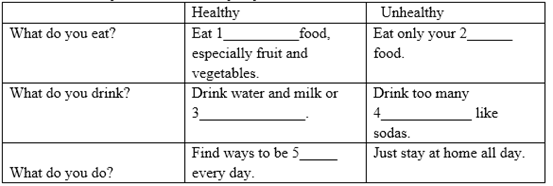 Healthy Unhealthy
What do you eat? Eat 1__________food, Eat only your 2______
especially fruit and food.
vegetables.
What do you drink? Drink water and milk or Drink too many
3______________. 4____________ like
sodas.
Find ways to be 5_____ Just stay at home all day.
What do you do? every day.